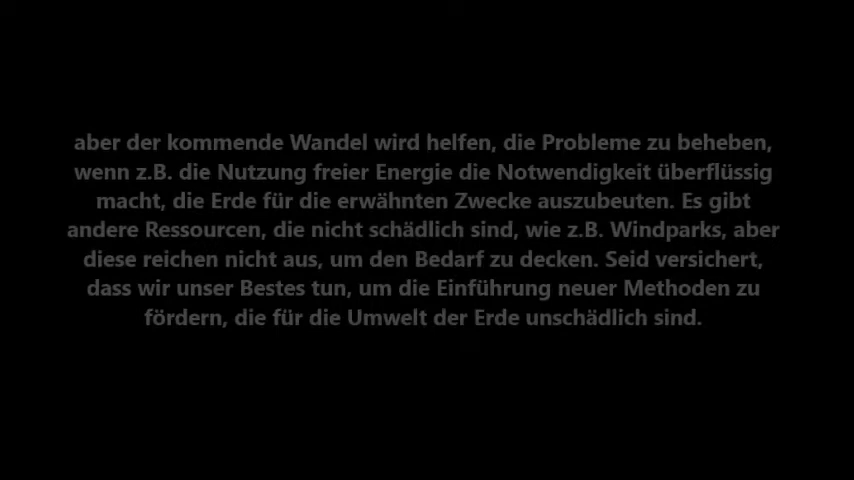 aber der kommende Wandel wird helfen, die Probleme zu beheben,
wenn z.B. die Nutzung freier Energie die Notwendigkeit überflüssig
macht, die Erde für die erwähnten Zwecke auszubeuten. Es gibt
andere Ressourcen, die nicht schädlich sind, wie z.B. Windparks, aber
diese reichen nicht aus, um den Bedarf zu decken. Seid versichert,
dass wir unser Bestes tun, um die Einführung neuer Methoden zu
fördern, die für die Umwelt der Erde unschädlich sind.